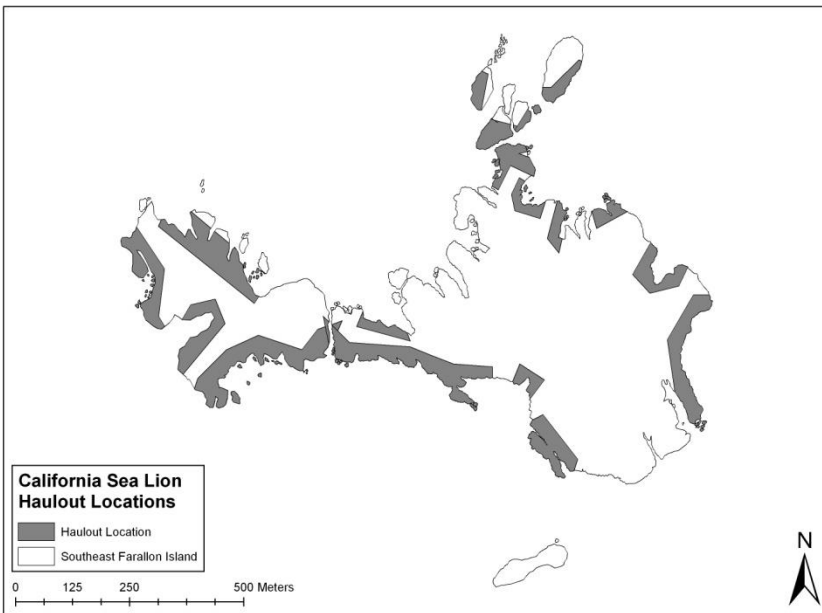 N
California Sea Lion
Haulout Locations
Haulout Location
Southeast Farallon Island
0 125 250 500 Meters